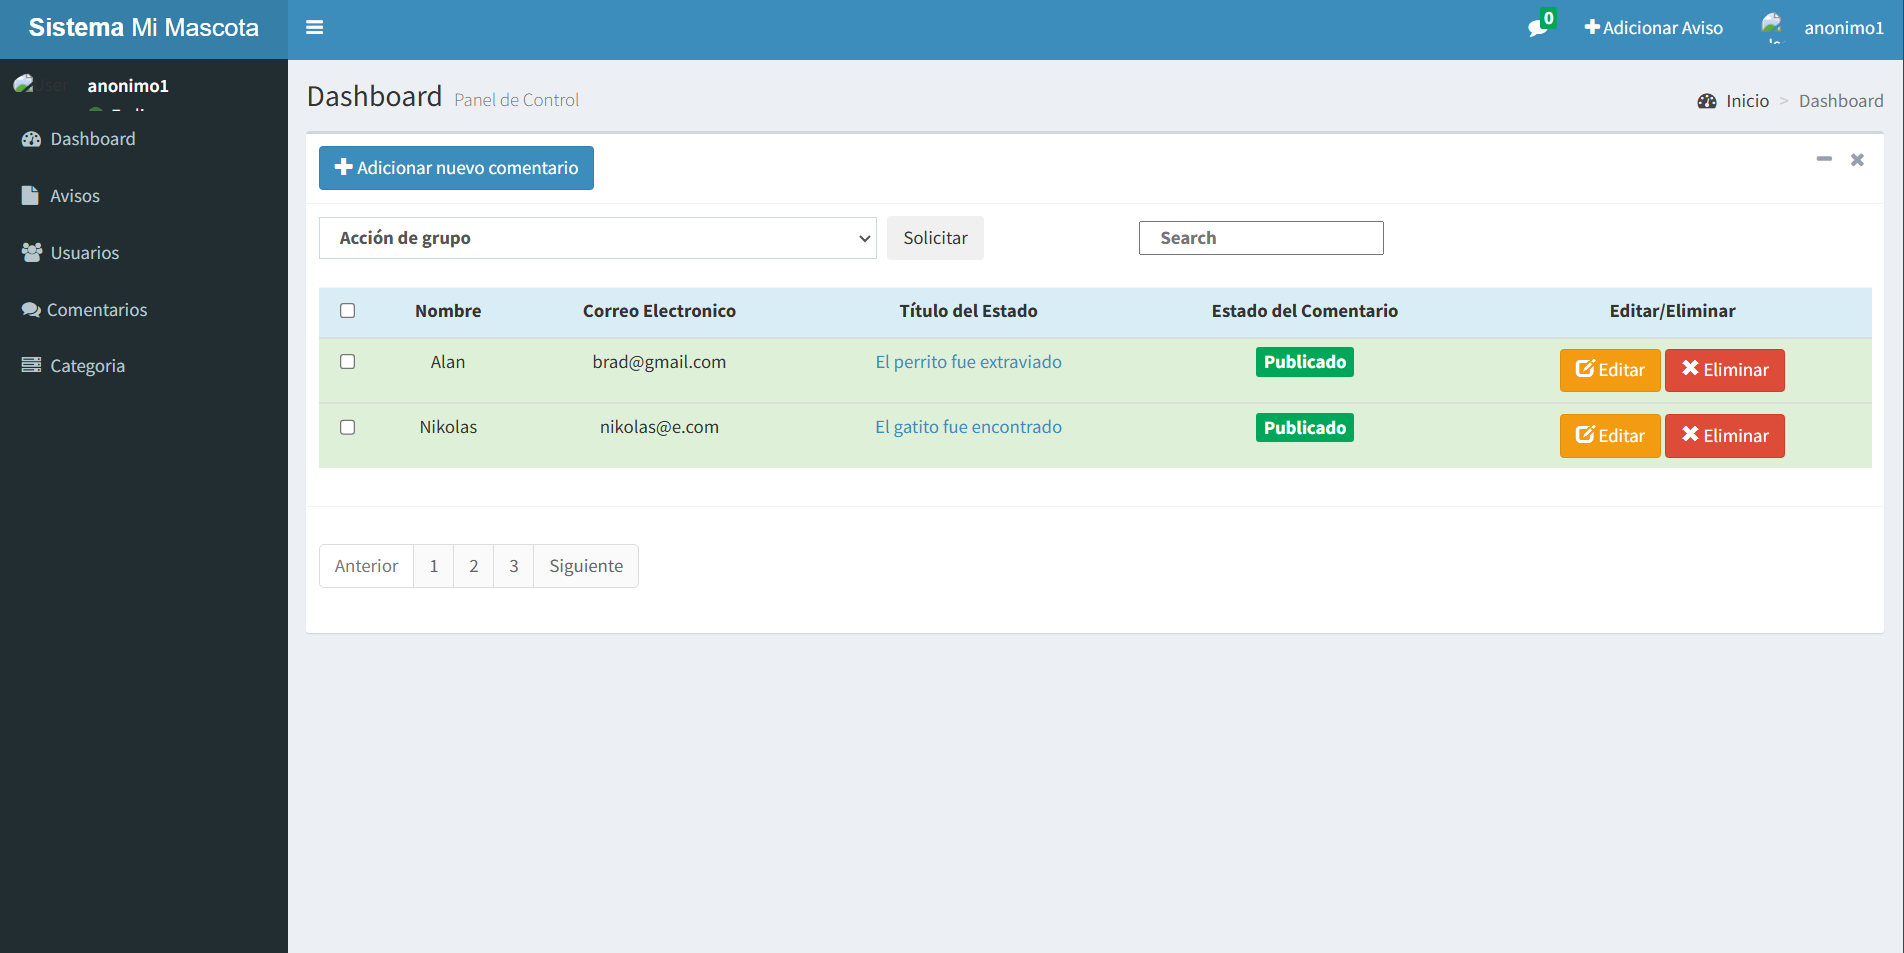 Sistema Mi Mascota
0
Adicionar Aviso
anonimo1
anonimo1
Dashboard
Avisos
Usuarios
Comentarios
Categoria
Dashboard Panel de Control
Inicio > Dashboard
Adicionar nuevo comentario
Acción de grupo
Solicitar
Search
Nombre Correo Electronico Título del Estado Estado del Comentario Editar/Eliminar
Alan brad@gmail.com El perrito fue extraviado Publicado Editar Eliminar
Nikolas nikolas@e.com El gatito fue encontrado Publicado Editar Eliminar
Anterior 1 2 3 Siguiente